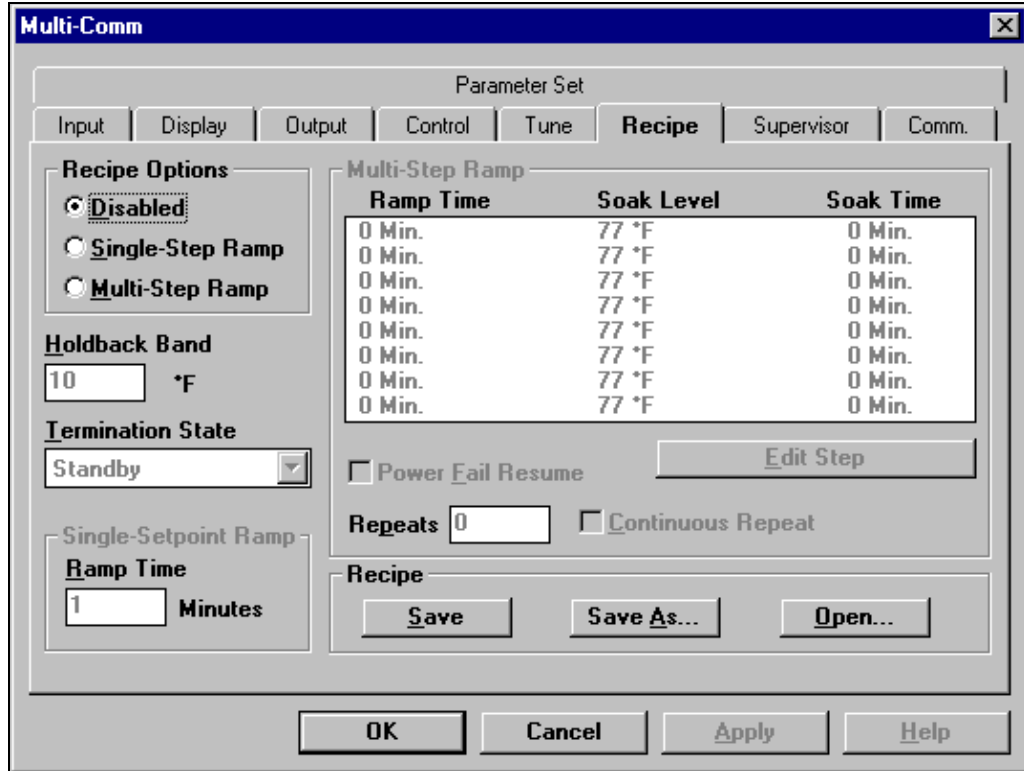 Multi-Comm
Parameter Set
Input Display Output Control Tune Recipe Supervisor Comm.
Recipe Options
Disabled
Single-Step Ramp
Multi-Step Ramp
Holdback Band
10 °F
Termination State
Standby
Single-Setpoint Ramp
Ramp Time
1 Minutes
Multi-Step Ramp
Ramp Time Soak Level Soak Time
0 Min. 77 °F 0 Min.
0 Min. 77 °F 0 Min.
0 Min. 77 °F 0 Min.
0 Min. 77 °F 0 Min.
0 Min. 77 °F 0 Min.
0 Min. 77 °F 0 Min.
0 Min. 77 °F 0 Min.
0 Min. 77 °F 0 Min.
Power Fail Resume
Edit Step
Repeats 0 Continuous Repeat
Recipe
Save Save As... Open...
OK Cancel Apply Help